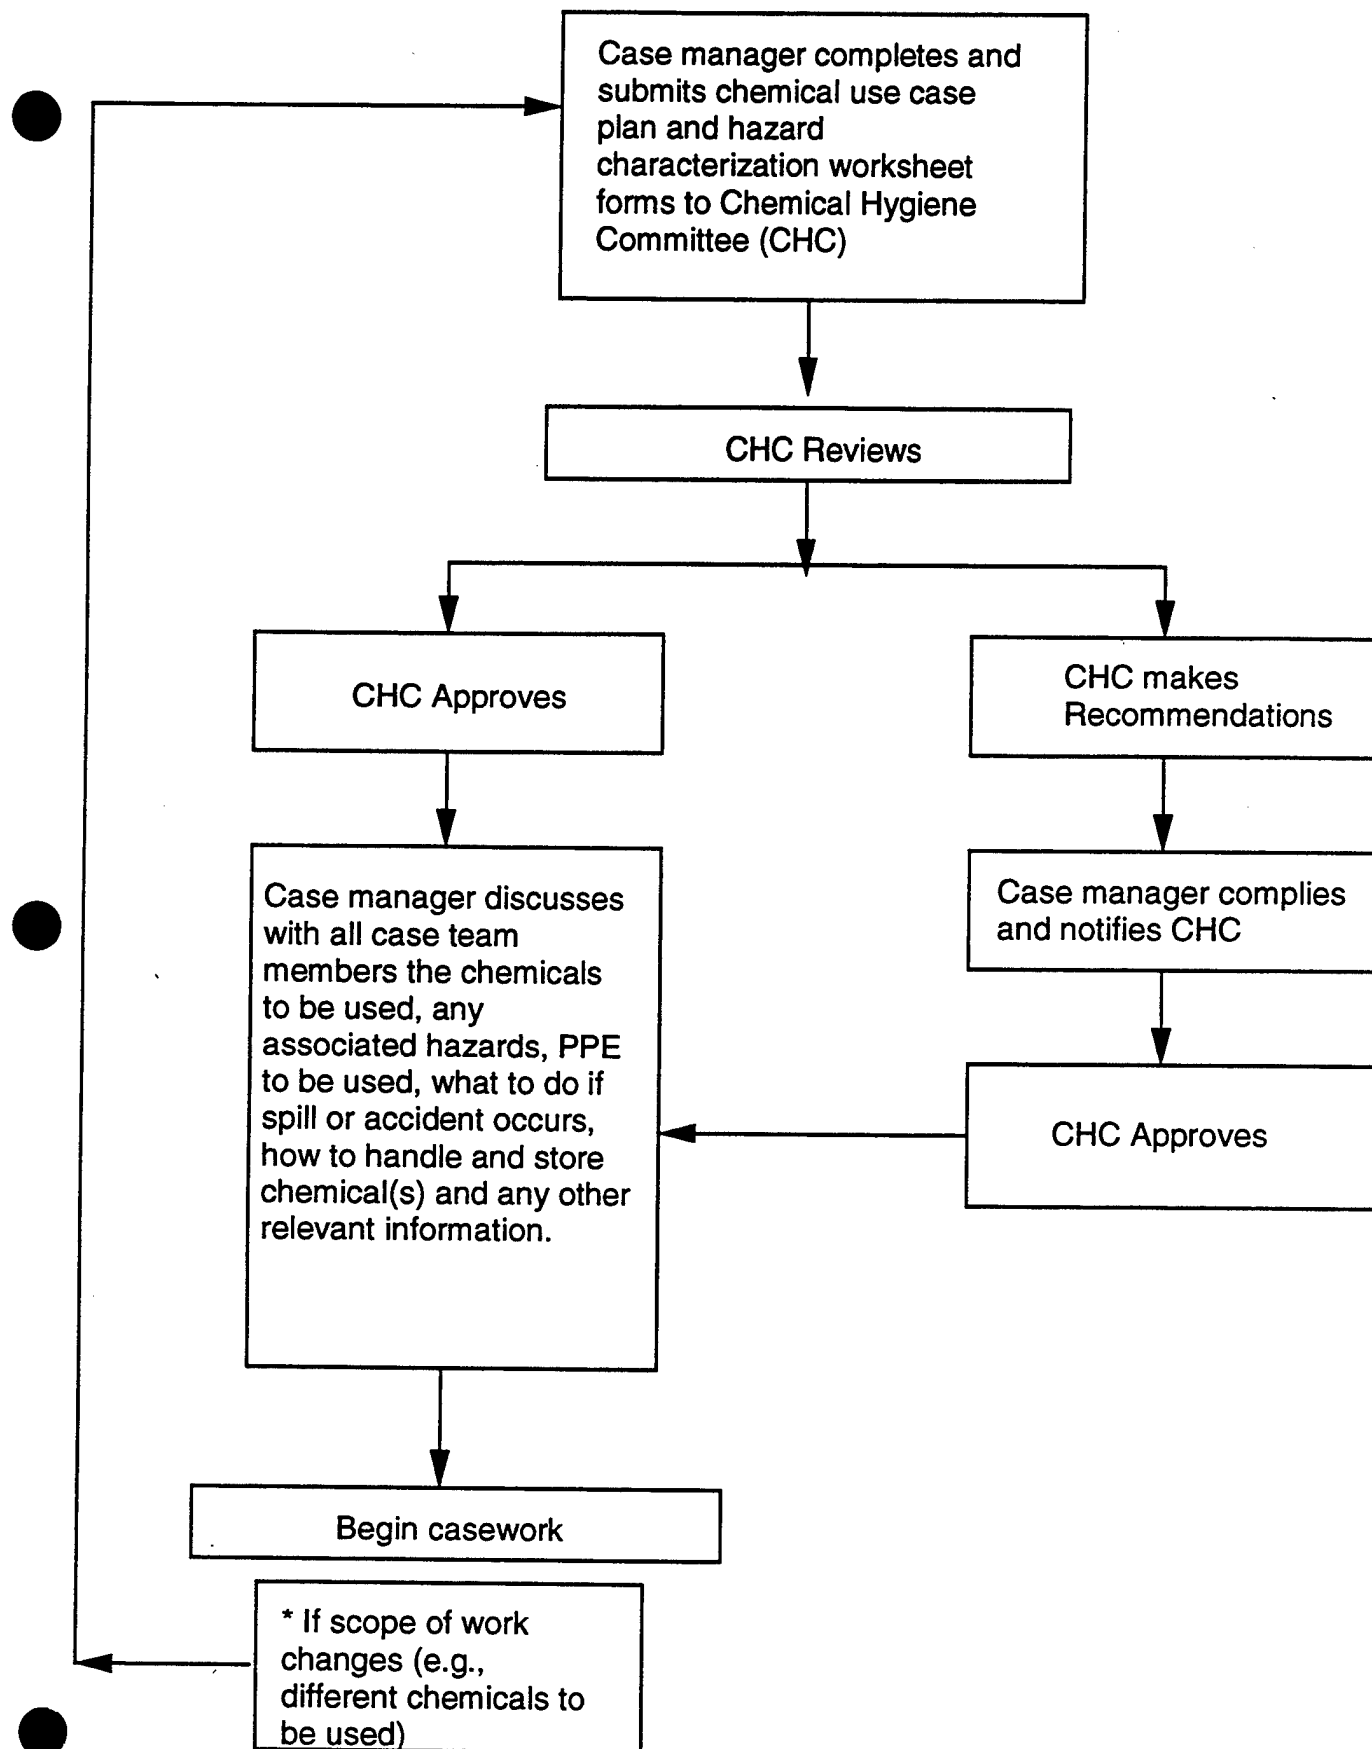 Case manager completes and
submits chemical use case
plan and hazard
characterization worksheet
forms to Chemical Hygiene
Committee (CHC)
CHC Reviews
CHC Approves
CHC makes
Recommendations
Case manager discusses
with all case team
members the chemicals
to be used, any
associated hazards, PPE
to be used, what to do if
spill or accident occurs,
how to handle and store
chemical(s) and any other
relevant information.
Case manager complies
and notifies CHC
CHC Approves
Begin casework
* If scope of work
changes (e.g.,
different chemicals to
be used)